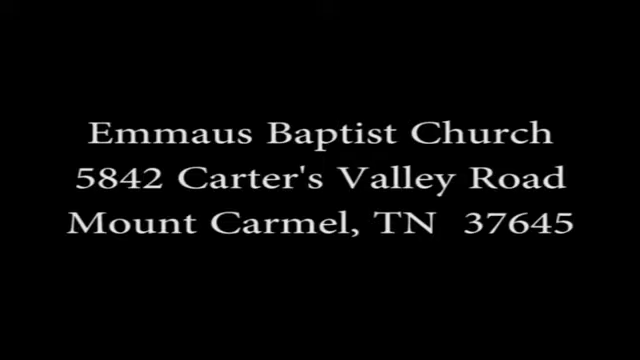 Emmaus Baptist Church
5842 Carter's Valley Road
Mount Carmel, TN  37645